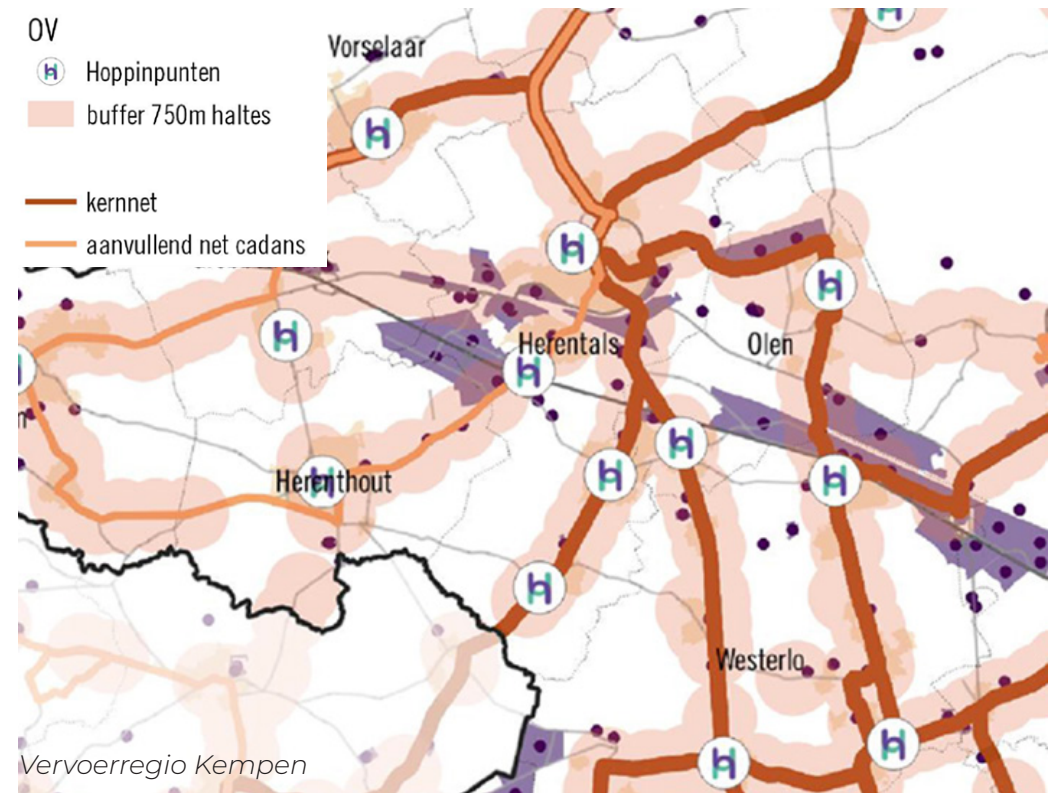 OV
Hoppinpunten
buffer 750m haltes
kernnet
aanvullend net cadans
Vorselaar
Herentals
Olen
Herenthout
Westerlo
Vervoerregio Kempen